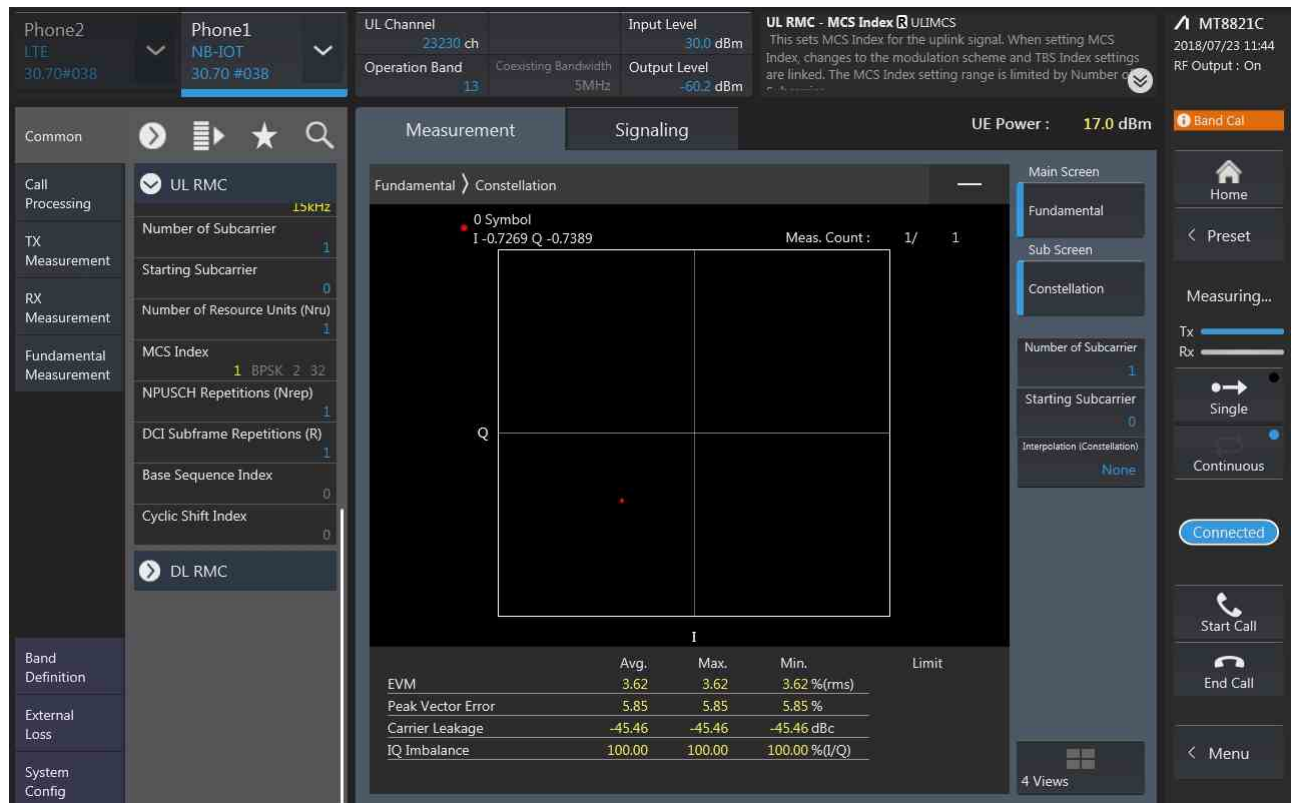 Phone2
LTE
30.70#038
Phone1
NB-IOT
30.70 #038
UL Channel
23230 ch
Operation Band
13
Coexisting Bandwidth
5MHz
Input Level
30.0 dBm
Output Level
-60.2 dBm
UL RMC - MCS Index R ULIMCS
This sets MCS Index for the uplink signal. When setting MCS
Index, changes to the modulation scheme and TBS Index settings
are linked. The MCS Index setting range is limited by Number
MT8821C
2018/07/23 11:44
RF Output : On
Common
Call
Processing
TX
Measurement
RX
Measurement
Fundamental
Measurement
Band
Definition
External
Loss
System
Config
UL RMC
15kHz
Number of Subcarrier
1
Starting Subcarrier
0
Number of Resource Units (Nru)
1
MCS Index
1 BPSK 2 32
NPUSCH Repetitions (Nrep)
1
DCI Subframe Repetitions (R)
1
Base Sequence Index
0
Cyclic Shift Index
0
DL RMC
Measurement
Signaling
UE Power : 17.0 dBm
Fundamental 〉 Constellation
0 Symbol
I -0.7269 Q -0.7389
Meas. Count : 1/ 1
Q
I
Avg. Max. Min. Limit
EVM 3.62 3.62 3.62 %(rms)
Peak Vector Error 5.85 5.85 5.85 %
Carrier Leakage -45.46 -45.46 -45.46 dBc
IQ Imbalance 100.00 100.00 100.00 %(I/Q)
Main Screen
Fundamental
Sub Screen
Constellation
Number of Subcarrier
1
Starting Subcarrier
0
Interpolation (Constellation)
None
4 Views
Band Cal
Home
< Preset
Measuring...
Tx
Rx
Single
Continuous
Connected
Start Call
End Call
< Menu